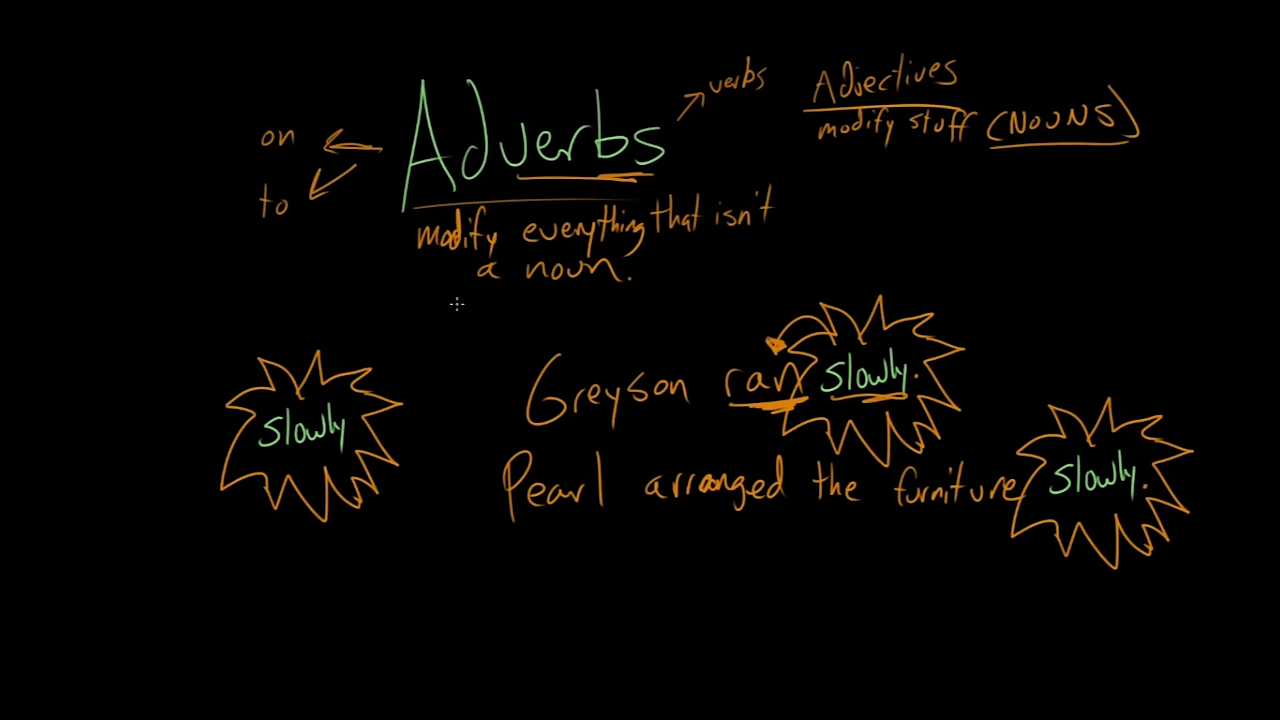 Adverbs
verbs
on
to
modify everything that isn't
a noun.
Adjectives
modify stuff (NOUNS)
Greyson ran slowly.
Pearl arranged the furniture slowly.
slowly